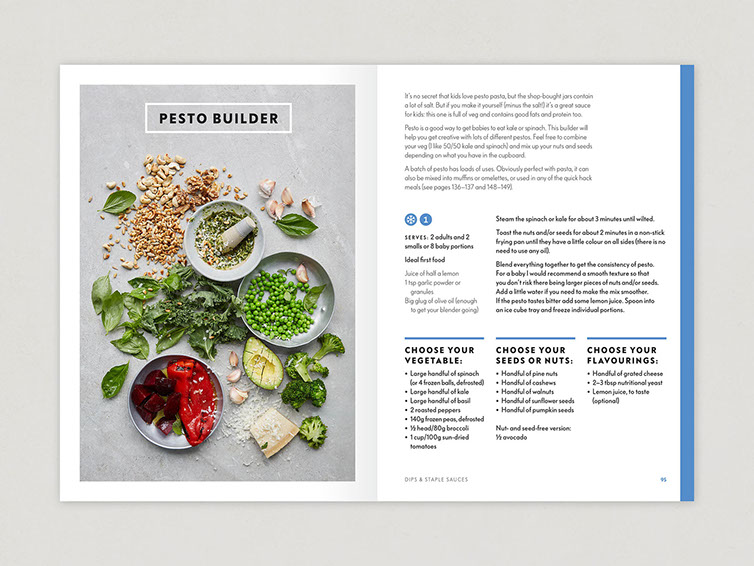 PESTO BUILDER
It's no secret that kids love pesto pasta, but the shop-bought jars contain
a lot of salt. But if you make it yourself (minus the salt!) it's a great sauce
for kids: this one is full of veg and contains good fats and protein too.
Pesto is a good way to get babies to eat kale or spinach. This builder will
help you get creative with lots of different pestos. Feel free to combine
your veg (I like 50/50 kale and spinach) and mix up your nuts and seeds
depending on what you have in the cupboard.
A batch of pesto has loads of uses. Obviously perfect with pasta, it can
also be mixed into muffins or omelettes, or used in any of the quick hack
meals (see pages 136–137 and 148–149).
1
SERVES: 2 adults and 2
smalls or 8 baby portions
Ideal first food
Juice of half a lemon
1 tsp garlic powder or
granules
Big glug of olive oil (enough
to get your blender going)
Steam the spinach or kale for about 3 minutes until wilted.
Toast the nuts and/or seeds for about 2 minutes in a non-stick
frying pan until they have a little colour on all sides (there is no
need to use any oil).
Blend everything together to get the consistency of pesto.
For a baby I would recommend a smooth texture so that
you don't risk there being larger pieces of nuts and/or seeds.
Add a little water if you need to make the mix smoother.
If the pesto tastes bitter add some lemon juice. Spoon into
an ice cube tray and freeze individual portions.
CHOOSE YOUR
VEGETABLE:
• Large handful of spinach
(or 4 frozen balls, defrosted)
• Large handful of kale
• Large handful of basil
• 2 roasted peppers
• 140g frozen peas, defrosted
• ½ head/80g broccoli
• 1 cup/100g sun-dried
tomatoes
CHOOSE YOUR
SEEDS OR NUTS:
• Handful of pine nuts
• Handful of cashews
• Handful of walnuts
• Handful of sunflower seeds
• Handful of pumpkin seeds
Nut- and seed-free version:
½ avocado
CHOOSE YOUR
FLAVOURINGS:
• Handful of grated cheese
• 2–3 tbsp nutritional yeast
• Lemon juice, to taste
(optional)
DIPS & STAPLE SAUCES
95